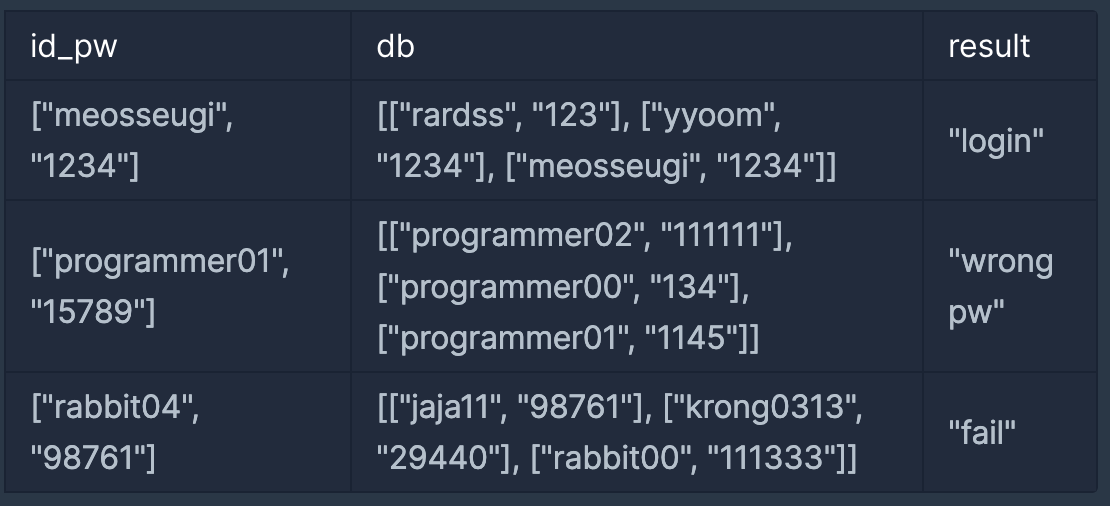 id_pw db result
["meosseugi", [["rardss", "123"], ["yyoom", "login"
"1234"] "1234"], ["meosseugi", "1234"]]
["programmer01", [["programmer02", "111111"], "wrong
"15789"] ["programmer00", "134"], pw"
["programmer01", "1145"]]
["rabbit04", [["jaja11", "98761"], ["krong0313", "fail"
"98761"] "29440"], ["rabbit00", "111333"]]